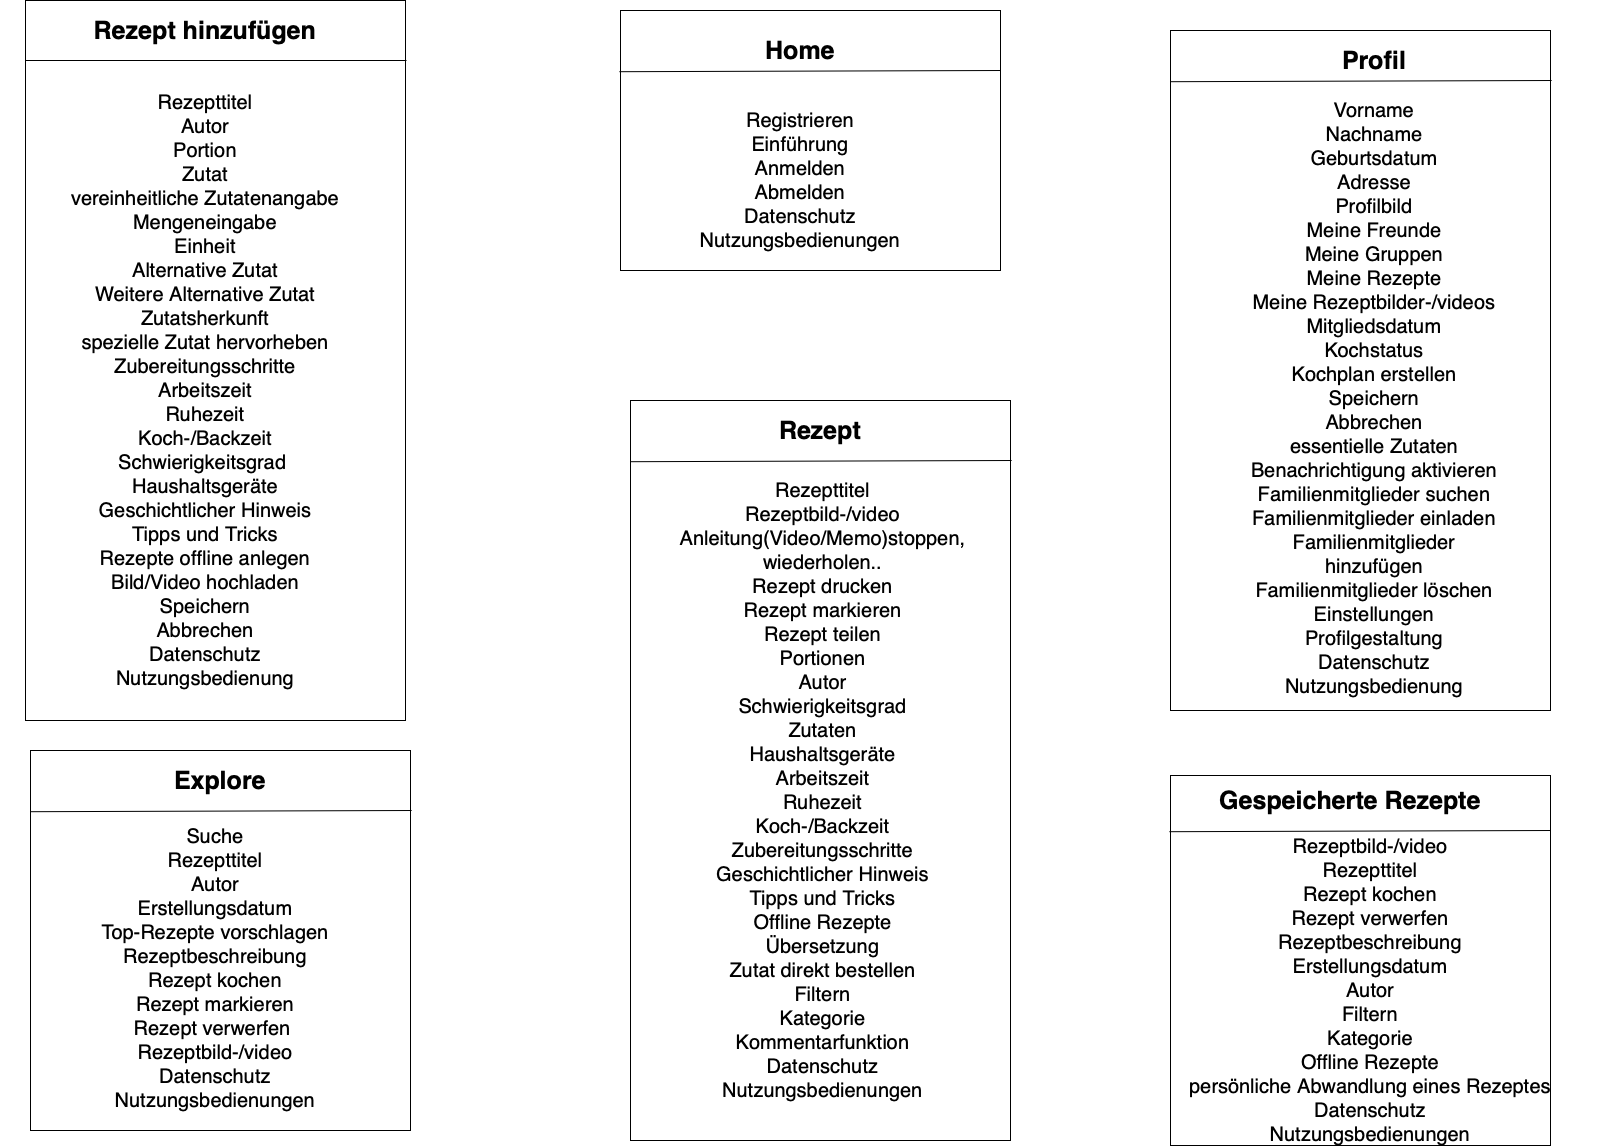 Rezept hinzufügen
Rezepttitel
Autor
Portion
Zutat
vereinheitliche Zutatenangabe
Mengeneingabe
Einheit
Alternative Zutat
Weitere Alternative Zutat
Zutatsherkunft
spezielle Zutat hervorheben
Zubereitungsschritte
Arbeitszeit
Ruhezeit
Koch-/Backzeit
Schwierigkeitsgrad
Haushaltsgeräte
Geschichtlicher Hinweis
Tipps und Tricks
Rezepte offline anlegen
Bild/Video hochladen
Speichern
Abbrechen
Datenschutz
Nutzungsbedienung
Explore
Suche
Rezepttitel
Autor
Erstellungsdatum
Top-Rezepte vorschlagen
Rezeptbeschreibung
Rezept kochen
Rezept markieren
Rezept verwerfen
Rezeptbild-/video
Datenschutz
Nutzungsbedienungen
Home
Registrieren
Einführung
Anmelden
Abmelden
Datenschutz
Nutzungsbedienungen
Rezept
Rezepttitel
Rezeptbild-/video
Anleitung(Video/Memo)stoppen,
wiederholen..
Rezept drucken
Rezept markieren
Rezept teilen
Portionen
Autor
Schwierigkeitsgrad
Zutaten
Haushaltsgeräte
Arbeitszeit
Ruhezeit
Koch-/Backzeit
Zubereitungsschritte
Geschichtlicher Hinweis
Tipps und Tricks
Offline Rezepte
Übersetzung
Zutat direkt bestellen
Filtern
Kategorie
Kommentarfunktion
Datenschutz
Nutzungsbedienungen
Profil
Vorname
Nachname
Geburtsdatum
Adresse
Profilbild
Meine Freunde
Meine Gruppen
Meine Rezepte
Meine Rezeptbilder-/videos
Mitgliedsdatum
Kochstatus
Kochplan erstellen
Speichern
Abbrechen
essentielle Zutaten
Benachrichtigung aktivieren
Familienmitglieder suchen
Familienmitglieder einladen
Familienmitglieder
hinzufügen
Familienmitglieder löschen
Einstellungen
Profilgestaltung
Datenschutz
Nutzungsbedienung
Gespeicherte Rezepte
Rezeptbild-/video
Rezepttitel
Rezept kochen
Rezept verwerfen
Rezeptbeschreibung
Erstellungsdatum
Autor
Filtern
Kategorie
Offline Rezepte
persönliche Abwandlung eines Rezeptes
Datenschutz
Nutzungsbedienungen